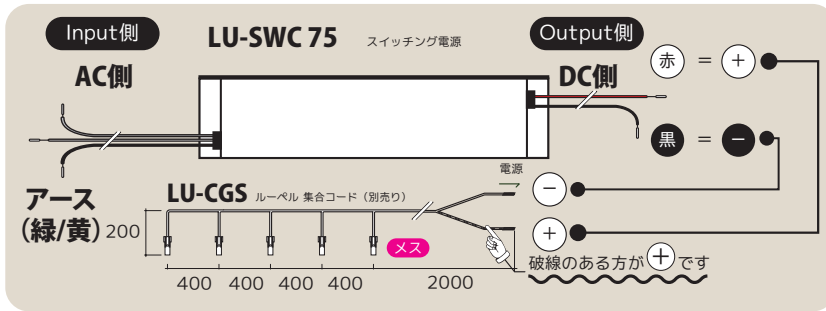 Input側
LU-SWC 75 スイッチング電源
Output側
AC側
DC側
赤 = +
黒 = −
アース
(緑/黄)
LU-CGS ルーペル 集合コード（別売り）
電源
−
+
200
メス
破線のある方が+です
400 400 400 400 2000